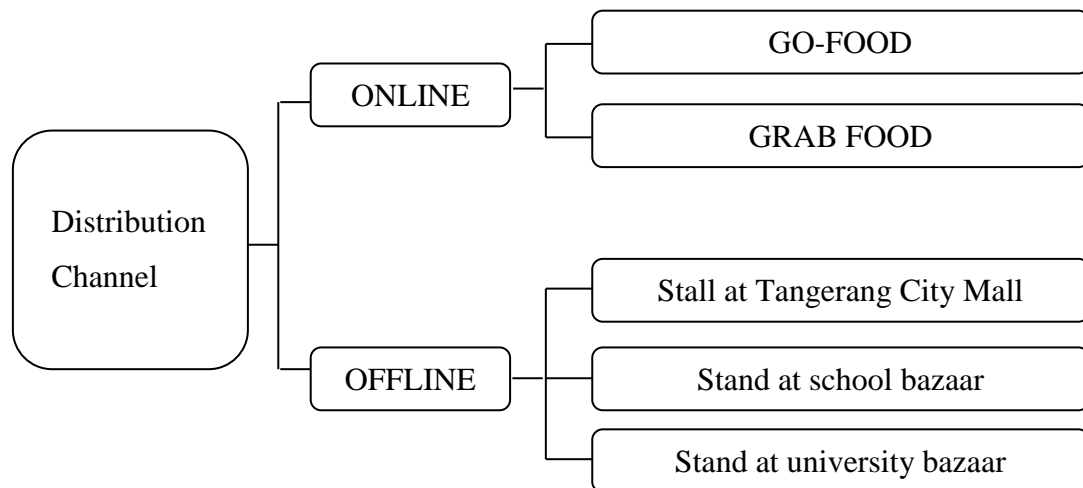 Distribution
Channel
ONLINE
GO-FOOD
GRAB FOOD
OFFLINE
Stall at Tangerang City Mall
Stand at school bazaar
Stand at university bazaar